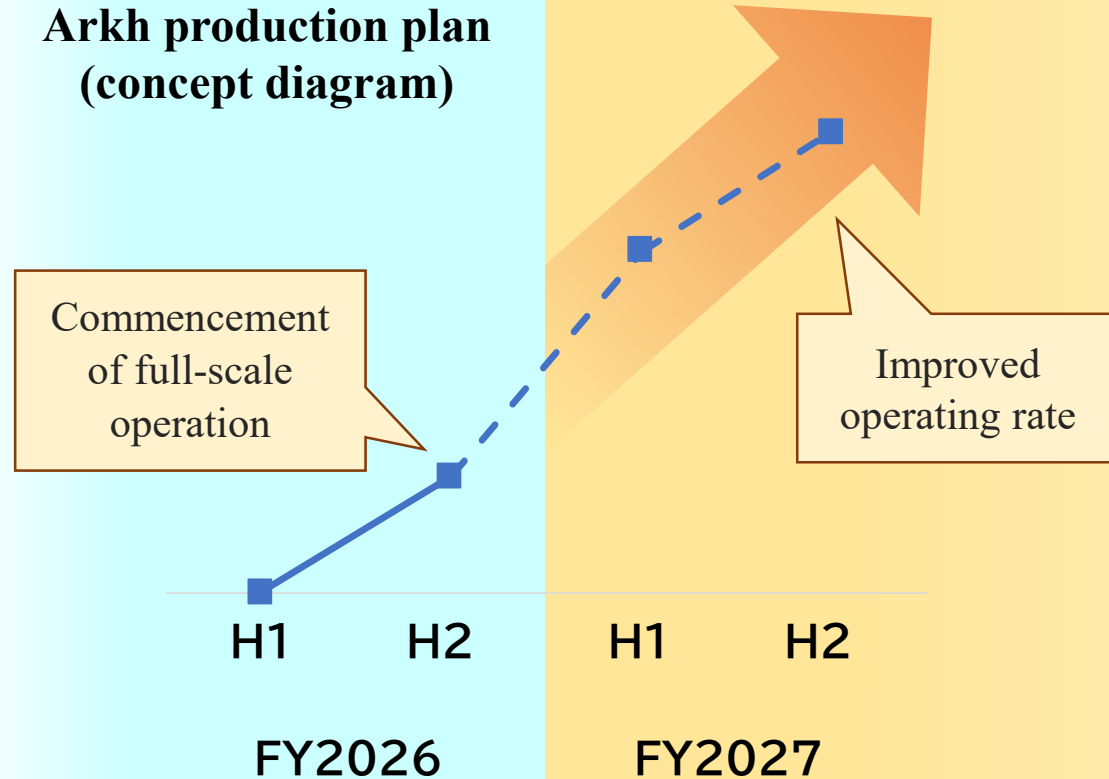 Arkh production plan
(concept diagram)
Commencement
of full-scale
operation
Improved
operating rate
H1 H2 H1 H2
FY2026 FY2027